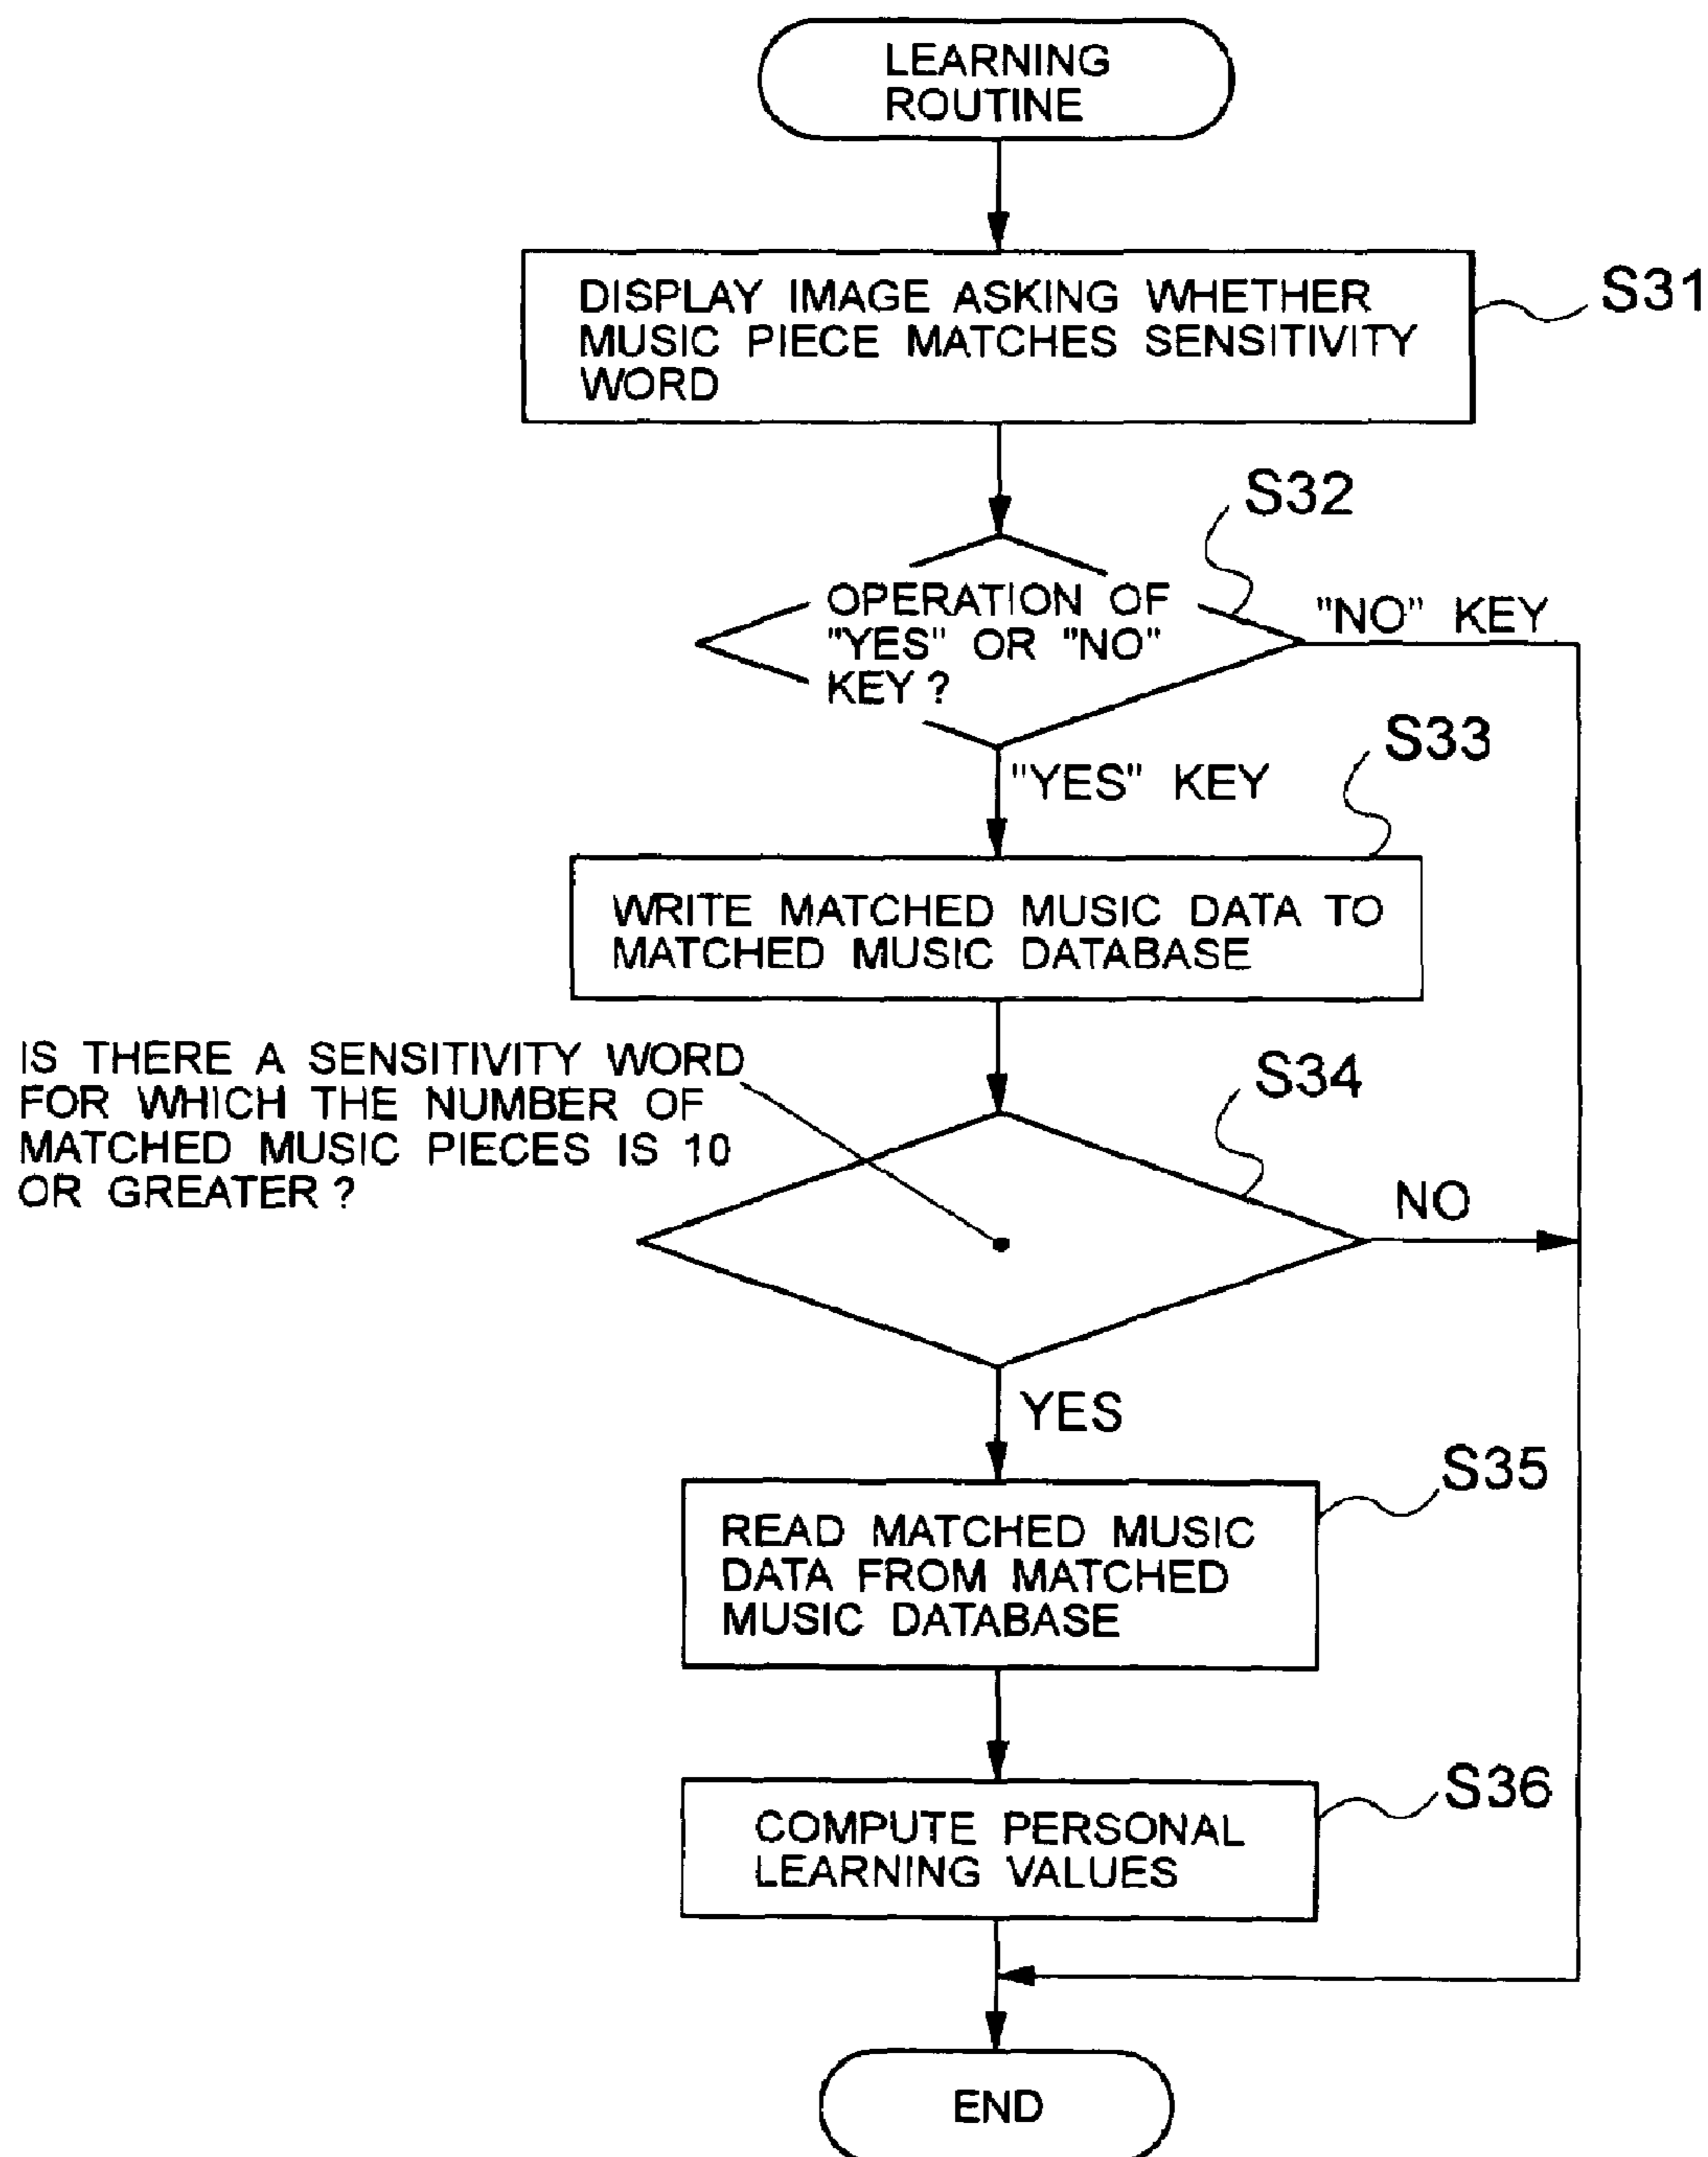 LEARNING
ROUTINE
DISPLAY IMAGE ASKING WHETHER
MUSIC PIECE MATCHES SENSITIVITY
WORD
S31
S32
OPERATION OF
"YES" OR "NO"
KEY ?
"NO" KEY
"YES" KEY
S33
WRITE MATCHED MUSIC DATA TO
MATCHED MUSIC DATABASE
IS THERE A SENSITIVITY WORD
FOR WHICH THE NUMBER OF
MATCHED MUSIC PIECES IS 10
OR GREATER ?
S34
NO
YES
S35
READ MATCHED MUSIC
DATA FROM MATCHED
MUSIC DATABASE
S36
COMPUTE PERSONAL
LEARNING VALUES
END